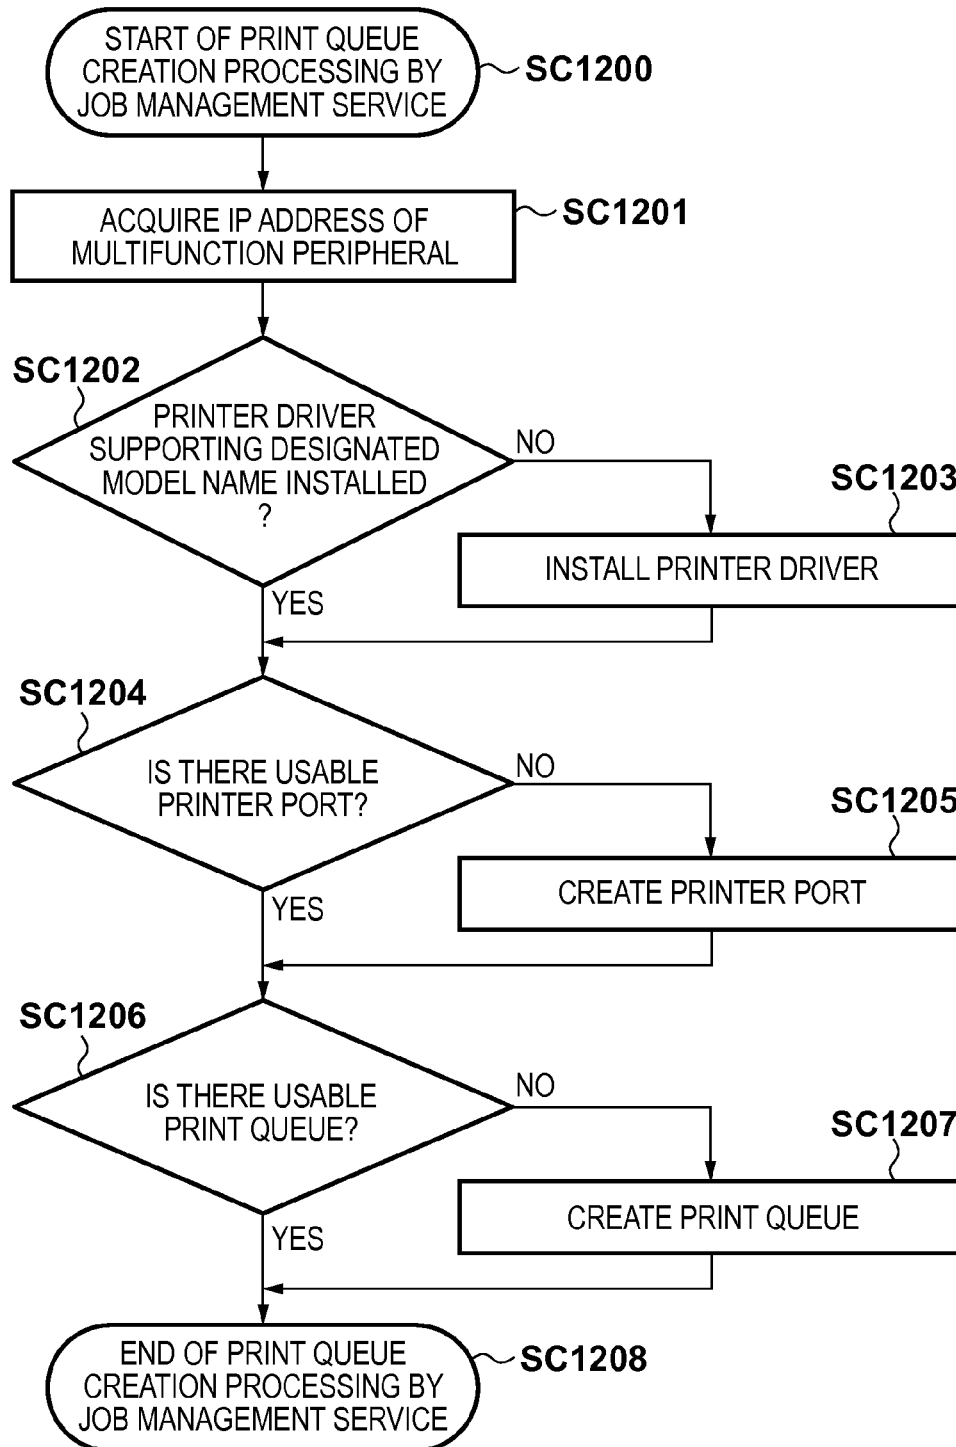 START OF PRINT QUEUE
CREATION PROCESSING BY
JOB MANAGEMENT SERVICE
SC1200
ACQUIRE IP ADDRESS OF
MULTIFUNCTION PERIPHERAL
SC1201
SC1202
PRINTER DRIVER
SUPPORTING DESIGNATED
MODEL NAME INSTALLED
?
NO
SC1203
INSTALL PRINTER DRIVER
YES
SC1204
IS THERE USABLE
PRINTER PORT?
NO
SC1205
CREATE PRINTER PORT
YES
SC1206
IS THERE USABLE
PRINT QUEUE?
NO
SC1207
CREATE PRINT QUEUE
YES
END OF PRINT QUEUE
CREATION PROCESSING BY
JOB MANAGEMENT SERVICE
SC1208